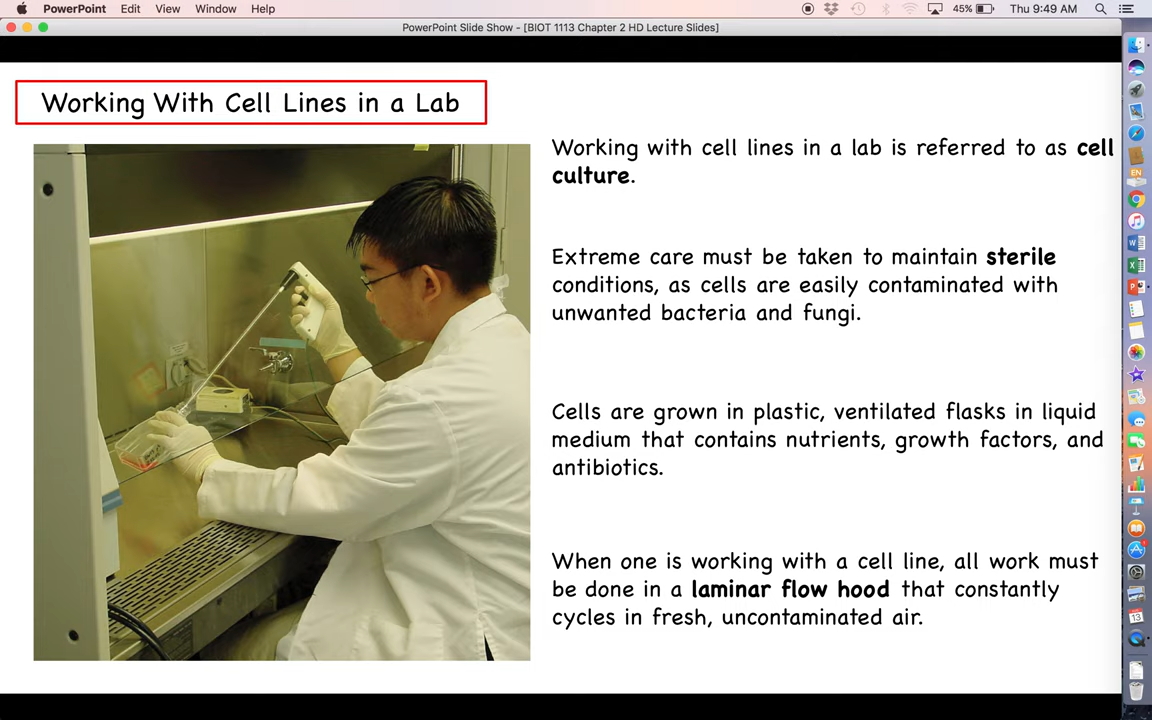 PowerPoint Edit View Window Help 45% Thu 9:49 AM
PowerPoint Slide Show - [BIOT 1113 Chapter 2 HD Lecture Slides]
Working With Cell Lines in a Lab
Working with cell lines in a lab is referred to as cell
culture.
Extreme care must be taken to maintain sterile
conditions, as cells are easily contaminated with
unwanted bacteria and fungi.
Cells are grown in plastic, ventilated flasks in liquid
medium that contains nutrients, growth factors, and
antibiotics.
When one is working with a cell line, all work must
be done in a laminar flow hood that constantly
cycles in fresh, uncontaminated air.
EN
13